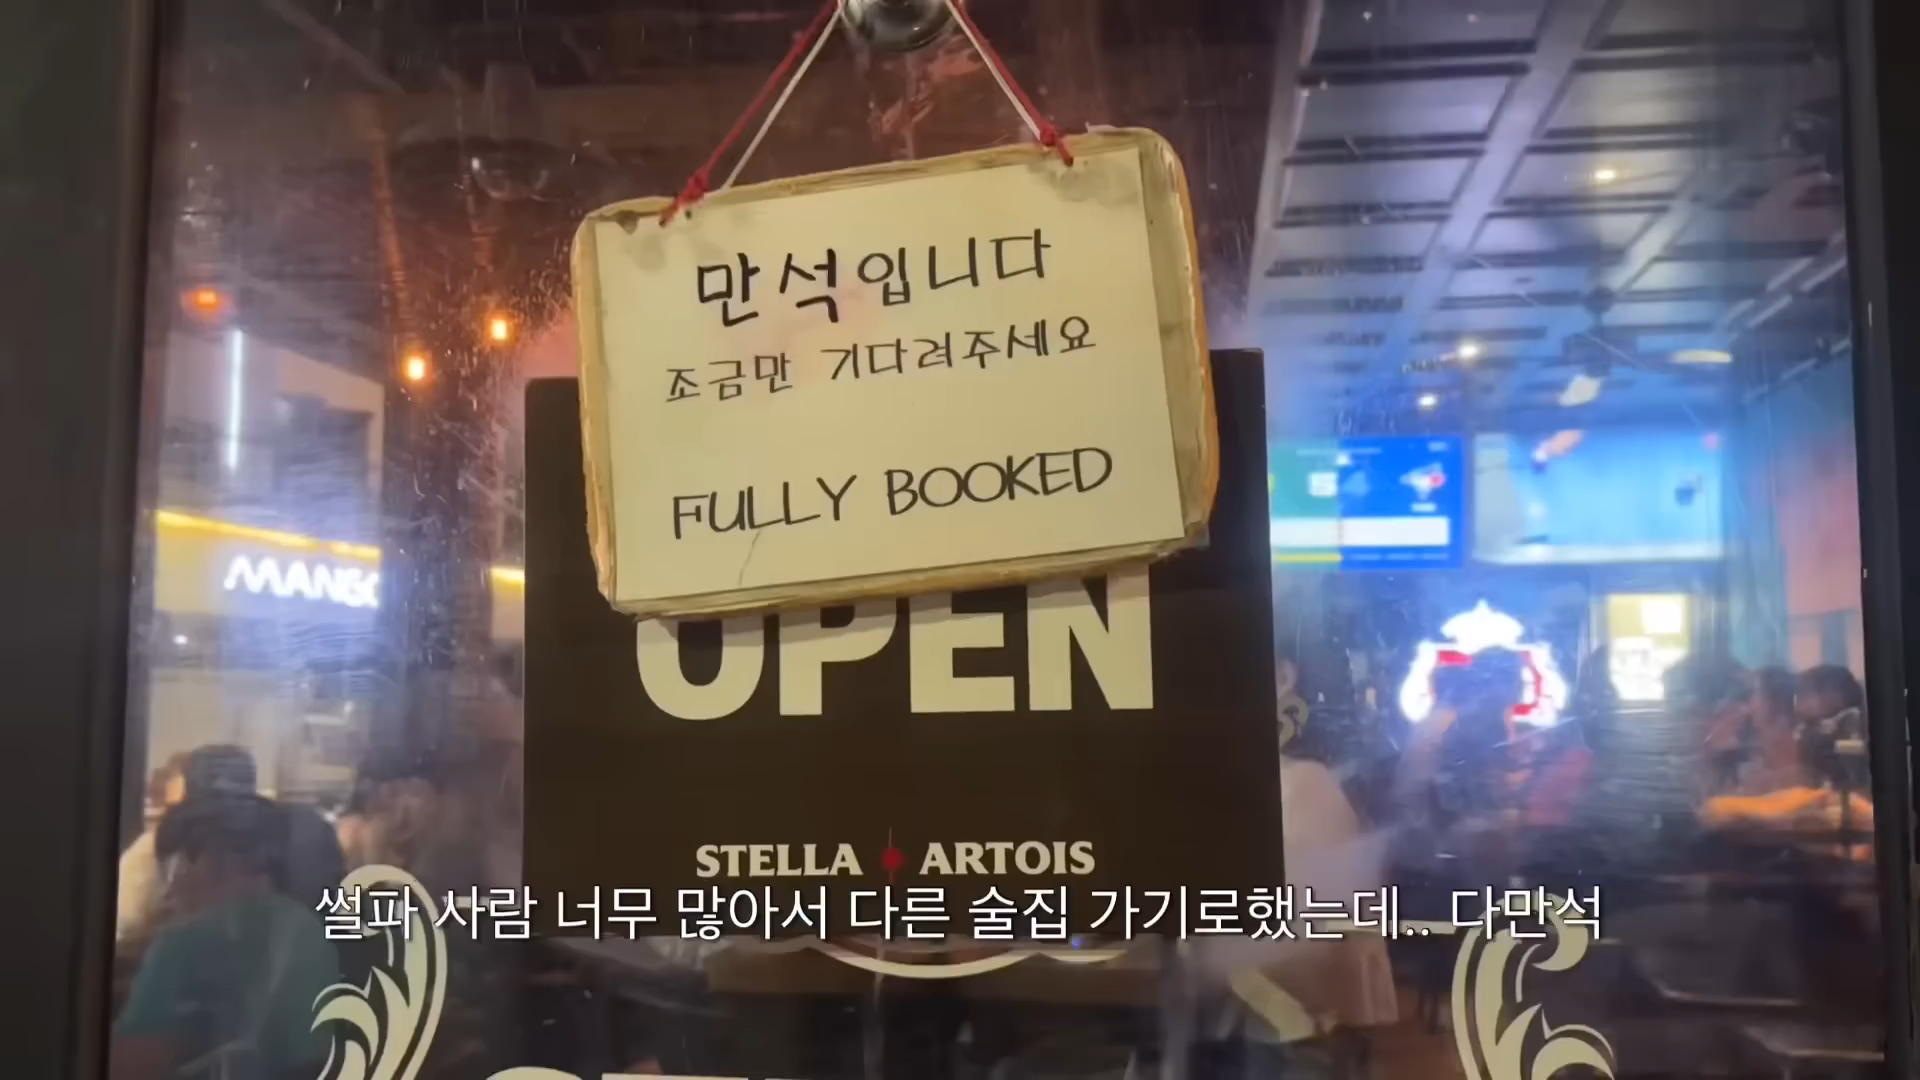 만석입니다
조금만 기다려주세요
FULLY BOOKED
OPEN
MANGO
STELLA ARTOIS
썰파 사람 너무 많아서 다른 술집 가기로했는데.. 다만석